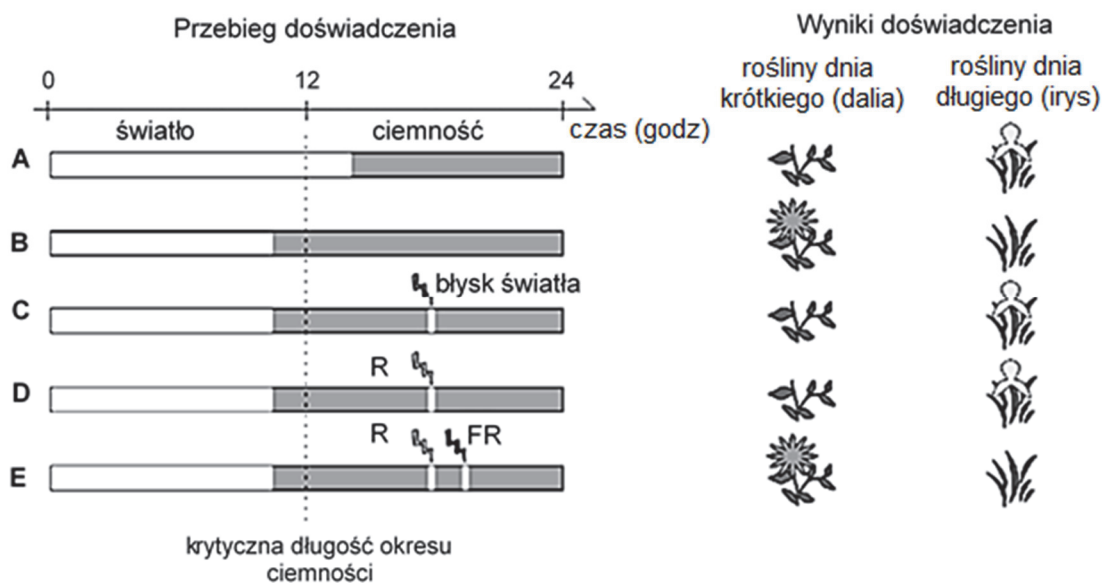 Przebieg doświadczenia
Wyniki doświadczenia
rośliny dnia
krótkiego (dalia)
rośliny dnia
długiego (irys)
0 12 24
światło ciemność czas (godz)
A
B
błysk światła
C
R
D
R FR
E
krytyczna długość okresu
ciemności